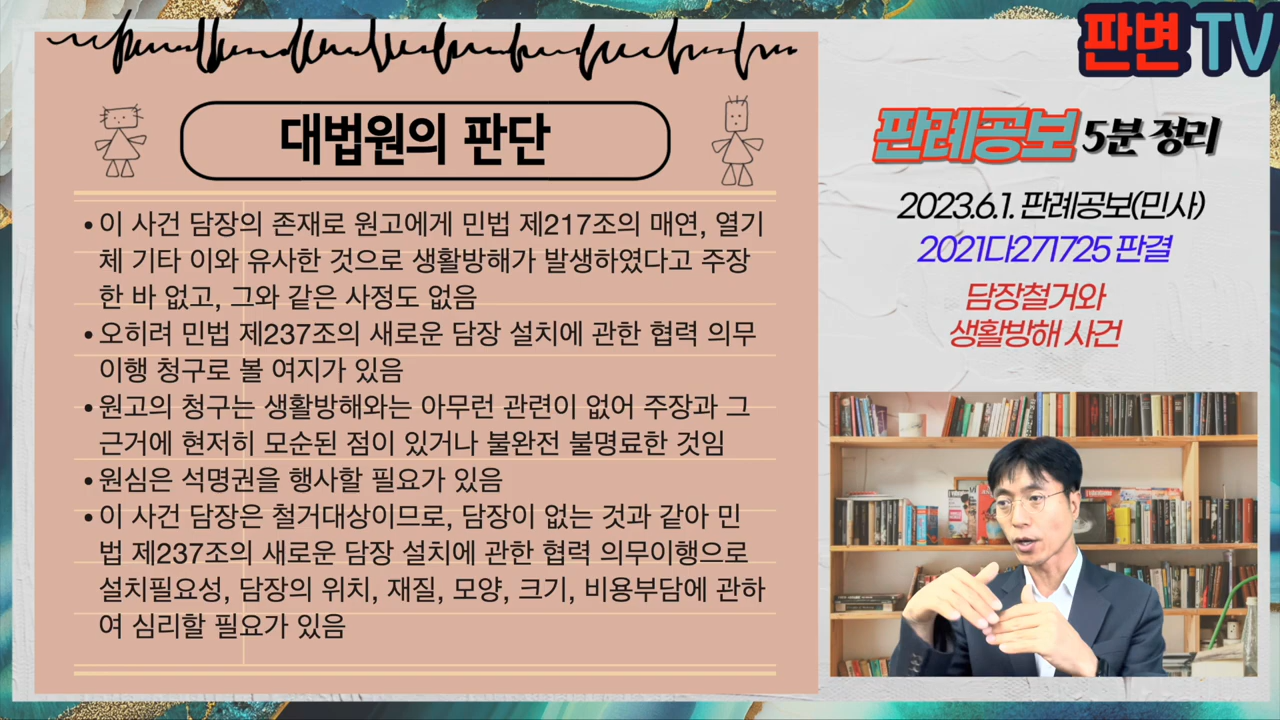 판변 TV
대법원의 판단
• 이 사건 담장의 존재로 원고에게 민법 제217조의 매연, 열기
체 기타 이와 유사한 것으로 생활방해가 발생하였다고 주장
한 바 없고, 그와 같은 사정도 없음
• 오히려 민법 제237조의 새로운 담장 설치에 관한 협력 의무
이행 청구로 볼 여지가 있음
• 원고의 청구는 생활방해와는 아무런 관련이 없어 주장과 그
근거에 현저히 모순된 점이 있거나 불완전 불명료한 것임
• 원심은 석명권을 행사할 필요가 있음
• 이 사건 담장은 철거대상이므로, 담장이 없는 것과 같아 민
법 제237조의 새로운 담장 설치에 관한 협력 의무이행으로
설치필요성, 담장의 위치, 재질, 모양, 크기, 비용부담에 관하
여 심리할 필요가 있음
판례공보 5분 정리
2023.6.1. 판례공보(민사)
2021다271725 판결
담장철거와
생활방해 사건